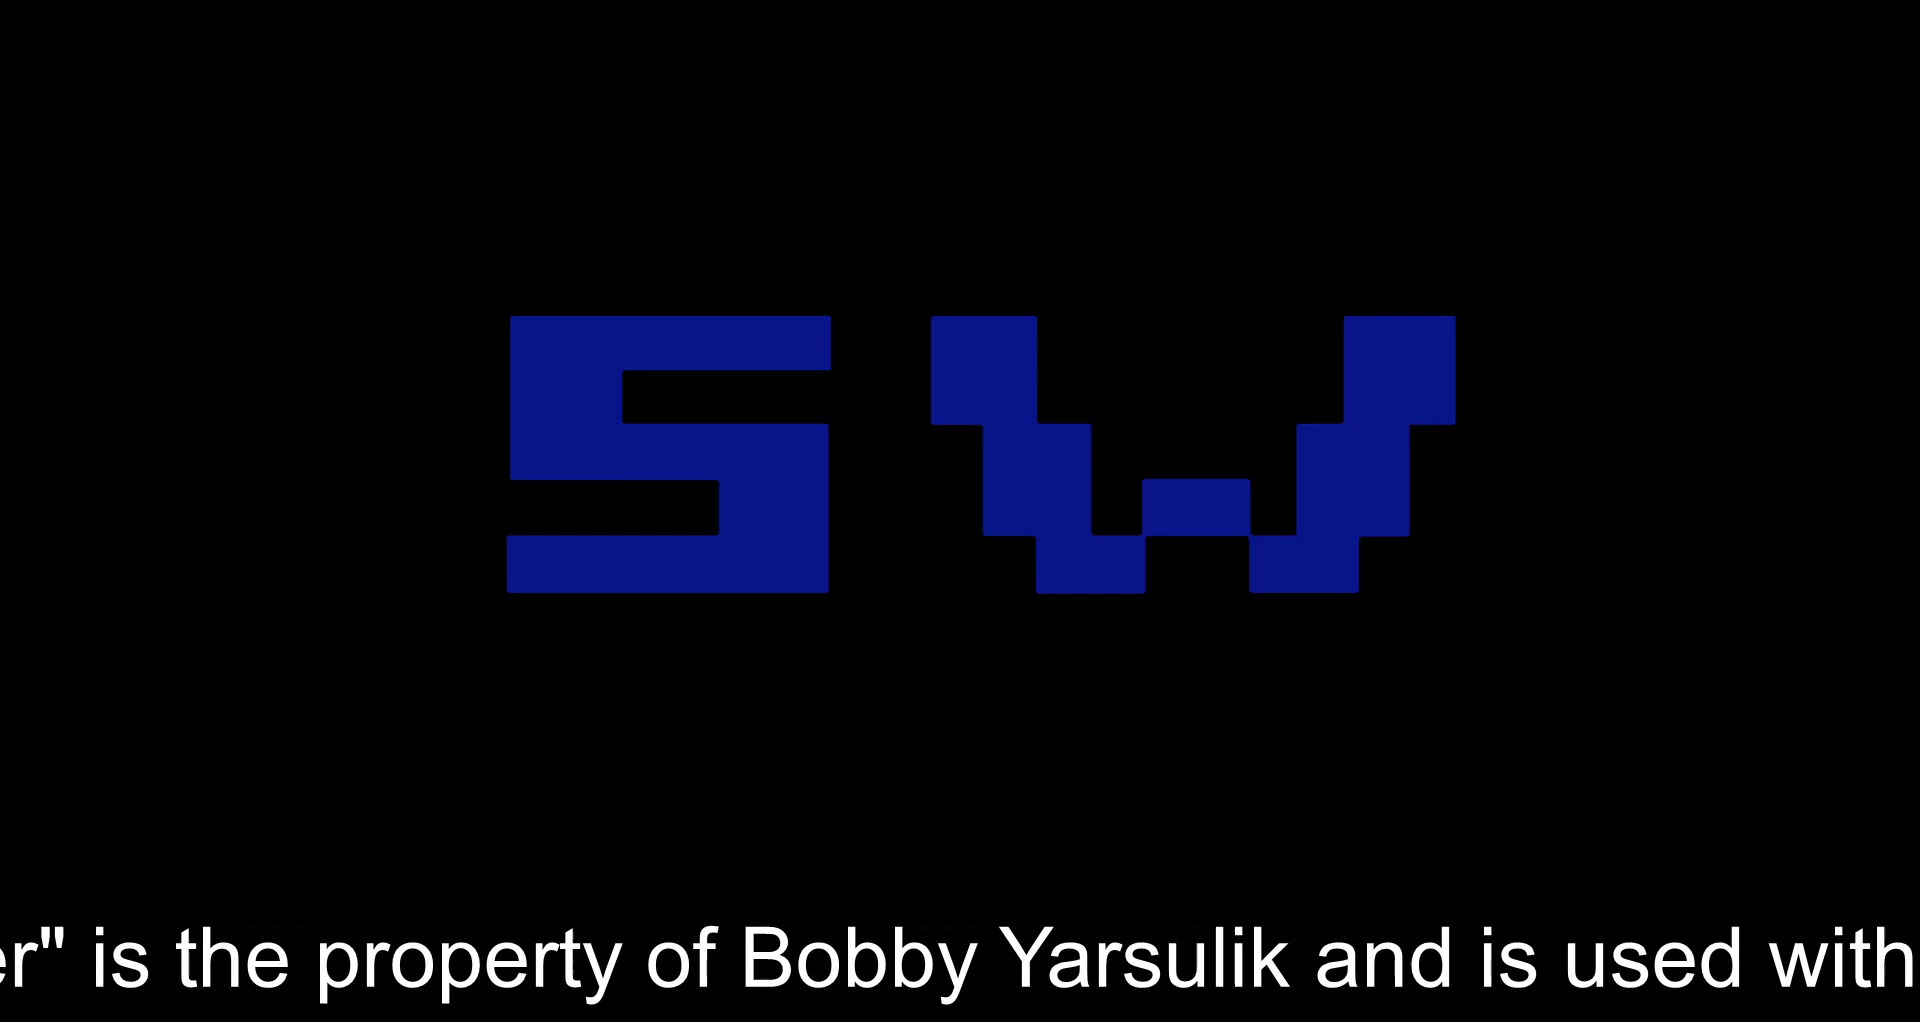 SW
er" is the property of Bobby Yarsulik and is used with